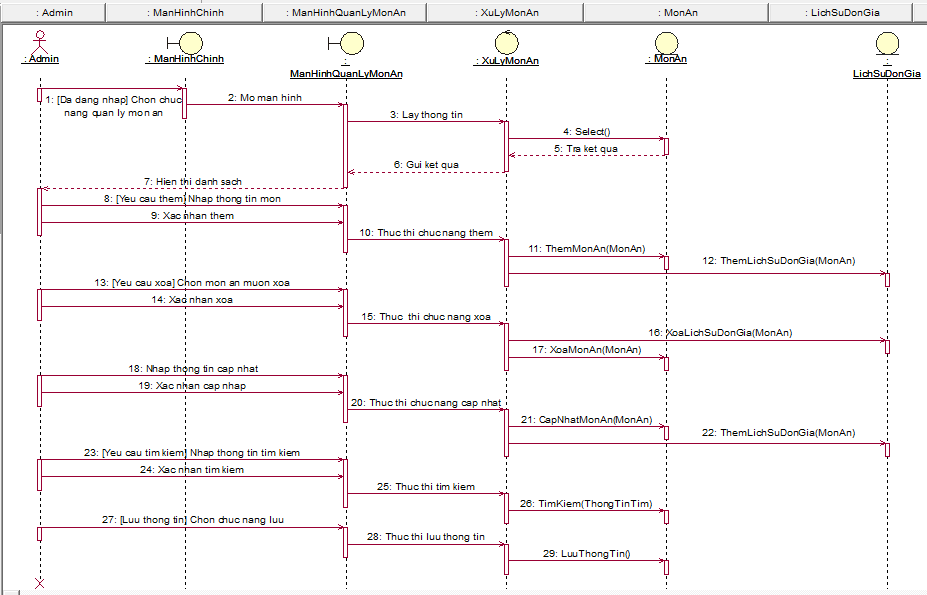 : Admin
: ManHinhChinh
: ManHinhQuanLyMonAn
: XuLyMonAn
: MonAn
: LichSuDonGia
: Admin
: ManHinhChinh
:
ManHinhQuanLyMonAn
: XuLyMonAn
: MonAn
:
LichSuDonGia
1: [Da dang nhap] Chon chuc
nang quan ly mon an
2: Mo man hinh
3: Lay thong tin
4: Select()
5: Tra ket qua
6: Gui ket qua
7: Hien thi danh sach
8: [Yeu cau them] Nhap thong tin mon
9: Xac nhan them
10: Thuc thi chuc nang them
11: ThemMonAn(MonAn)
12: ThemLichSuDonGia(MonAn)
13: [Yeu cau xoa] Chon mon an muon xoa
14: Xac nhan xoa
15: Thuc thi chuc nang xoa
16: XoaLichSuDonGia(MonAn)
17: XoaMonAn(MonAn)
18: Nhap thong tin cap nhat
19: Xac nhan cap nhap
20: Thuc thi chuc nang cap nhat
21: CapNhatMonAn(MonAn)
22: ThemLichSuDonGia(MonAn)
23: [Yeu cau tim kiem] Nhap thong tin tim kiem
24: Xac nhan tim kiem
25: Thuc thi tim kiem
26: TimKiem(ThongTinTim)
27: [Luu thong tin] Chon chuc nang luu
28: Thuc thi luu thong tin
29: LuuThongTin()